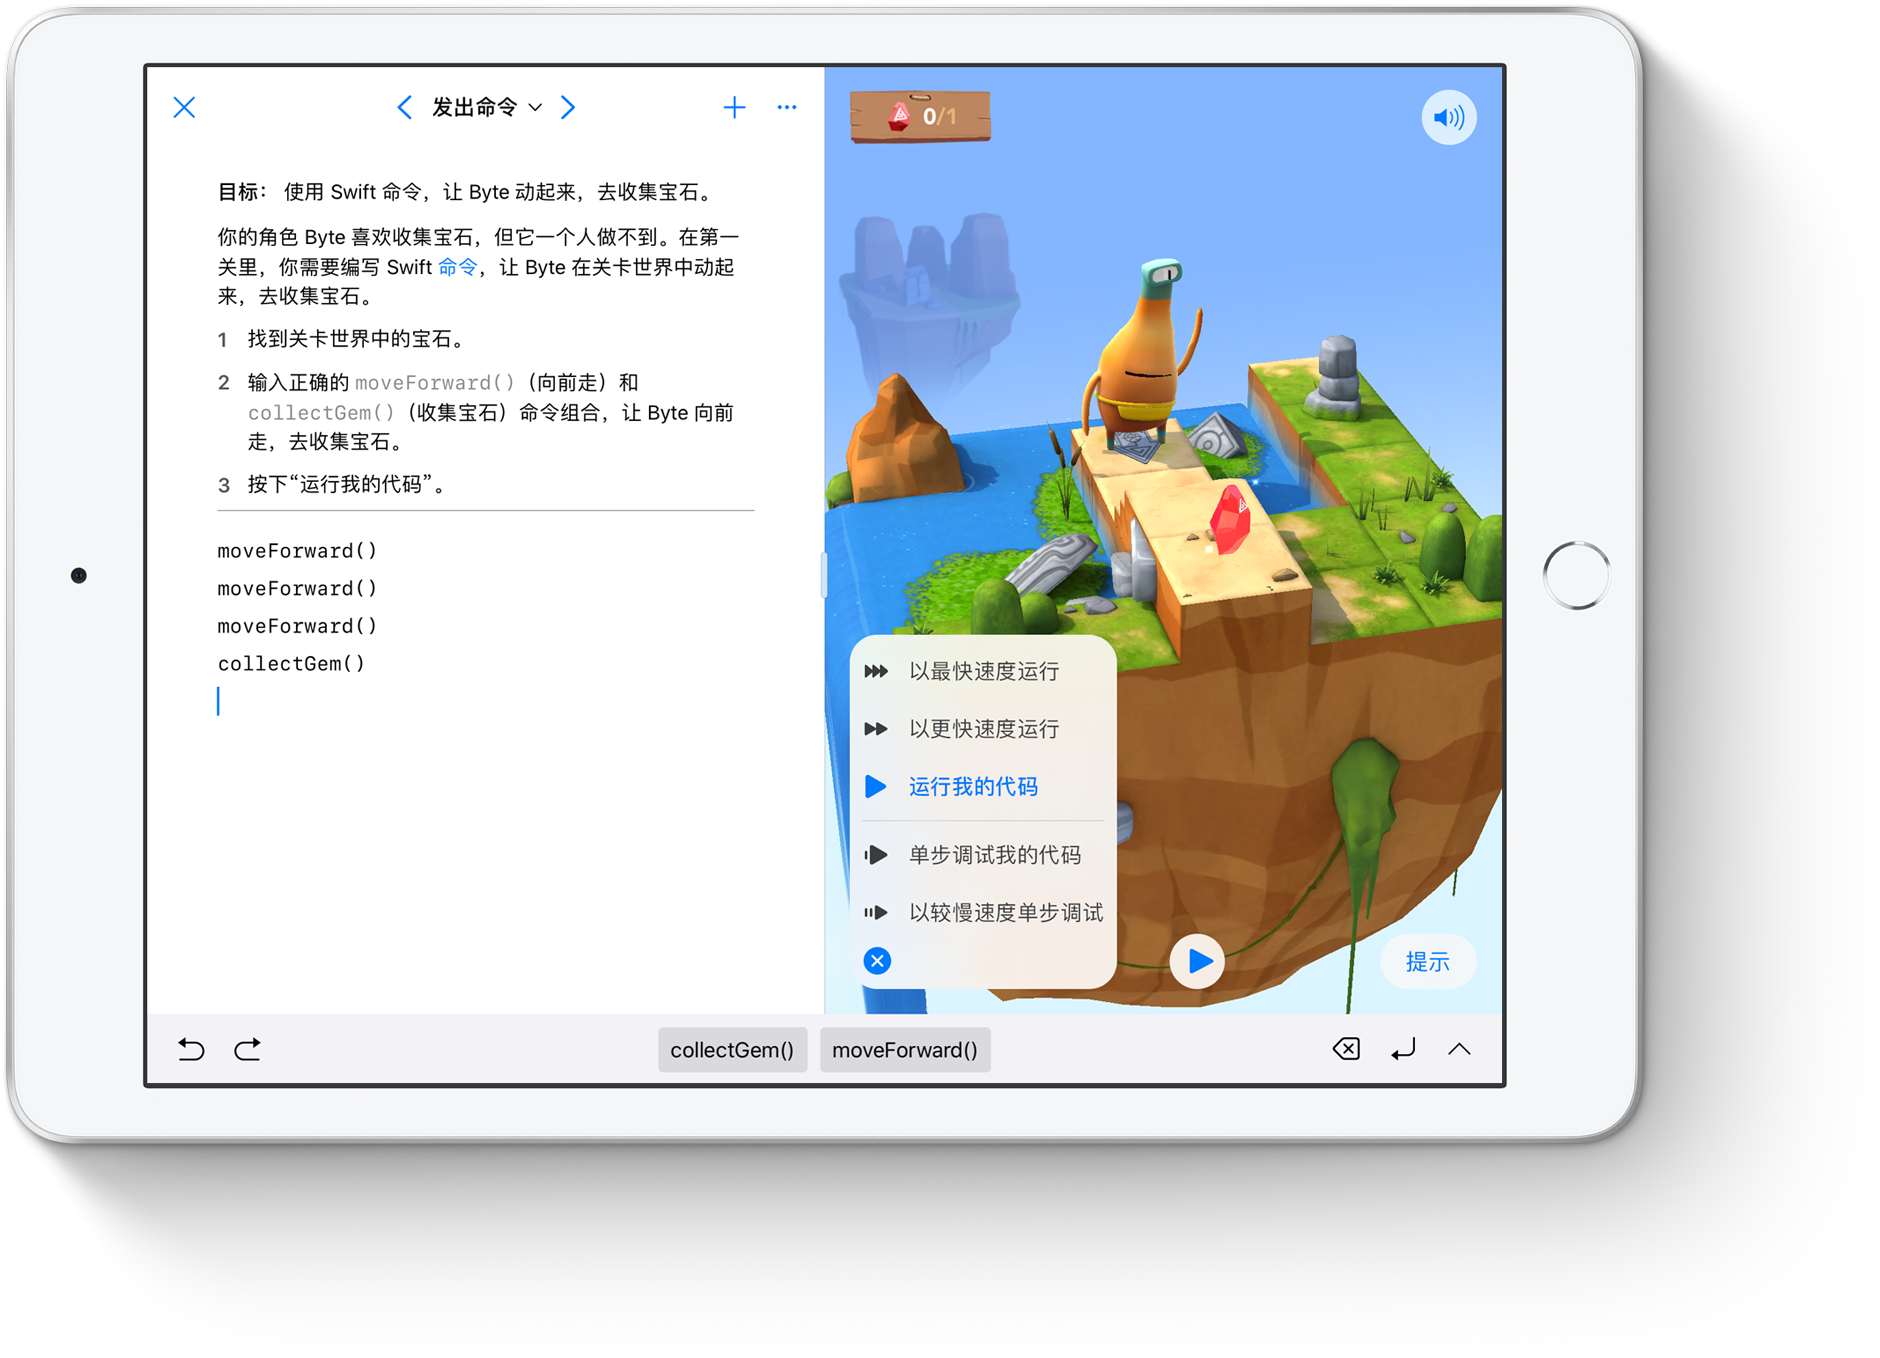 发出命令
目标： 使用 Swift 命令，让 Byte 动起来，去收集宝石。
你的角色 Byte 喜欢收集宝石，但它一个人做不到。在第一
关里，你需要编写 Swift 命令，让 Byte 在关卡世界中动起
来，去收集宝石。
1 找到关卡世界中的宝石。
2 输入正确的 moveForward()（向前走）和
collectGem()（收集宝石）命令组合，让 Byte 向前
走，去收集宝石。
3 按下“运行我的代码”。
moveForward()
moveForward()
moveForward()
collectGem()
0/1
以最快速度运行
以更快速度运行
运行我的代码
单步调试我的代码
以较慢速度单步调试
提示
collectGem()
moveForward()